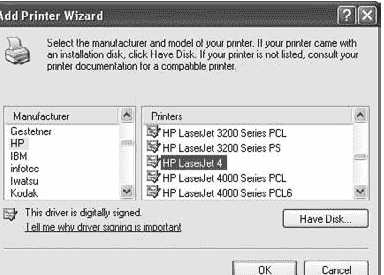 Add Printer Wizard
Select the manufacturer and model of your printer. If your printer came with
an installation disk, click Have Disk. If your printer is not listed, consult your
printer documentation for a compatible printer.
Manufacturer
Gestetner
HP
IBM
infotec
Iwatsu
Kodak
Printers
HP LaserJet 3200 Series PCL
HP LaserJet 3200 Series PS
HP LaserJet 4
HP LaserJet 4000 Series PCL
HP LaserJet 4000 Series PCL6
This driver is digitally signed.
Tell me why driver signing is important
Have Disk...
OK
Cancel